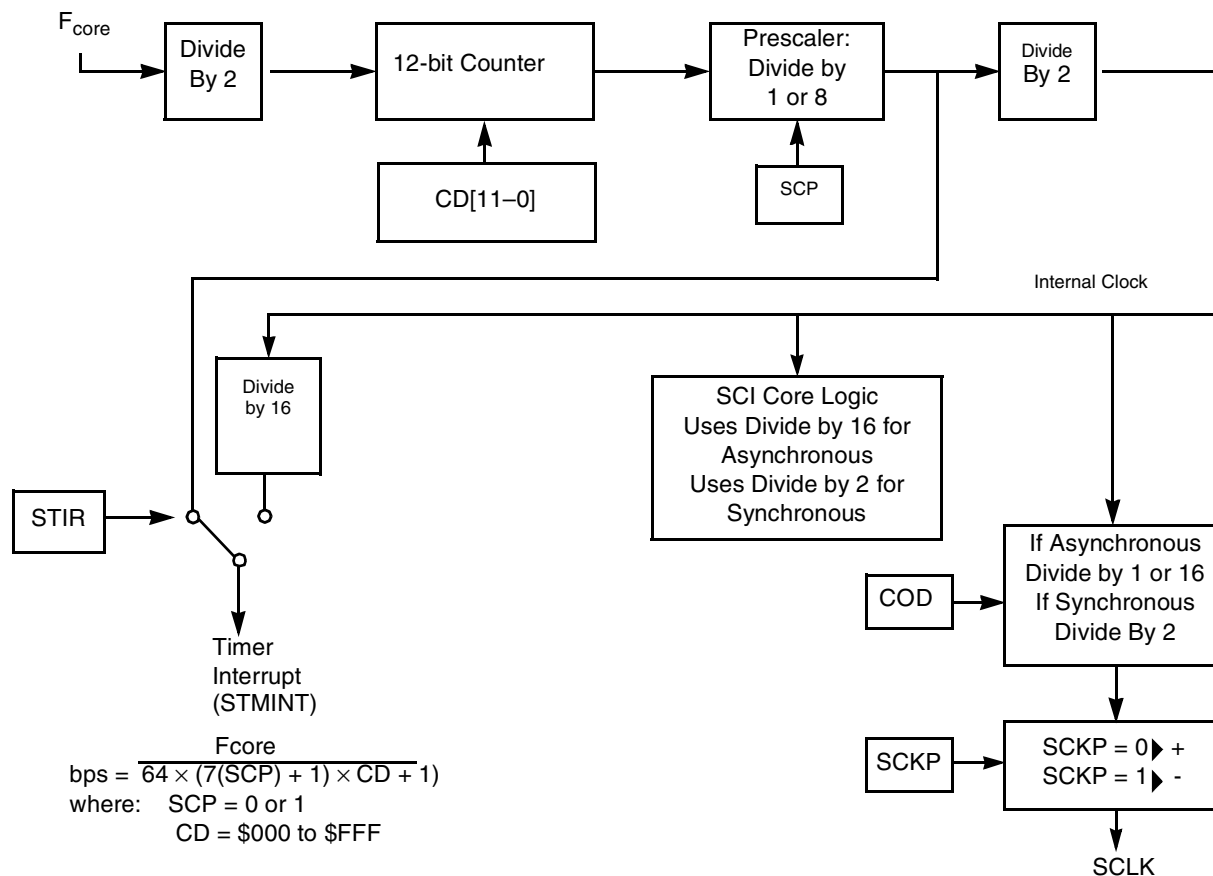 F core
Divide
By 2
12-bit Counter
Prescaler:
Divide by
1 or 8
Divide
By 2
CD[11–0]
SCP
Internal Clock
Divide
by 16
SCI Core Logic
Uses Divide by 16 for
Asynchronous
Uses Divide by 2 for
Synchronous
STIR
If Asynchronous
Divide by 1 or 16
If Synchronous
Divide By 2
COD
Timer
Interrupt
(STMINT)
SCKP
SCKP = 0 +
SCKP = 1 -
Fcore
bps = 64 × (7(SCP) + 1) × CD + 1)
where: SCP = 0 or 1
CD = $000 to $FFF
SCLK